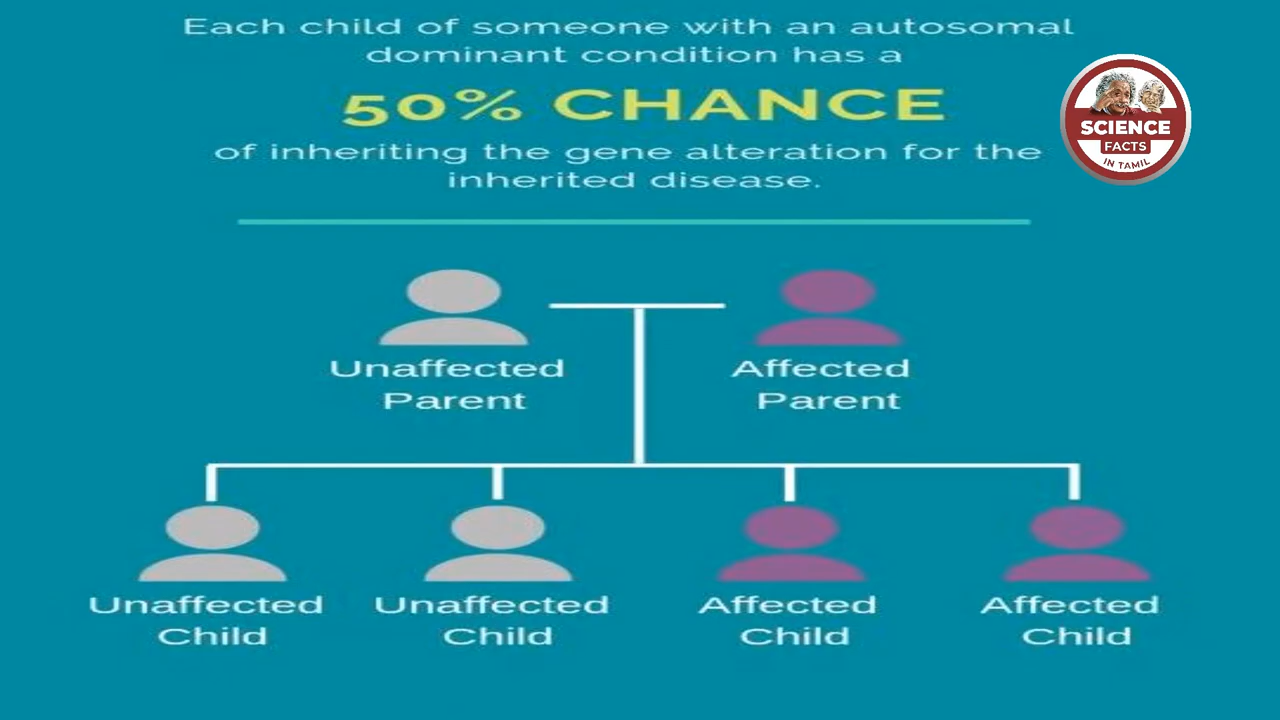 Each child of someone with an autosomal
dominant condition has a
50% CHANCE
of inheriting the gene alteration for the
inherited disease.
SCIENCE
FACTS
IN TAMIL
Unaffected
Parent
Affected
Parent
Unaffected
Child
Unaffected
Child
Affected
Child
Affected
Child